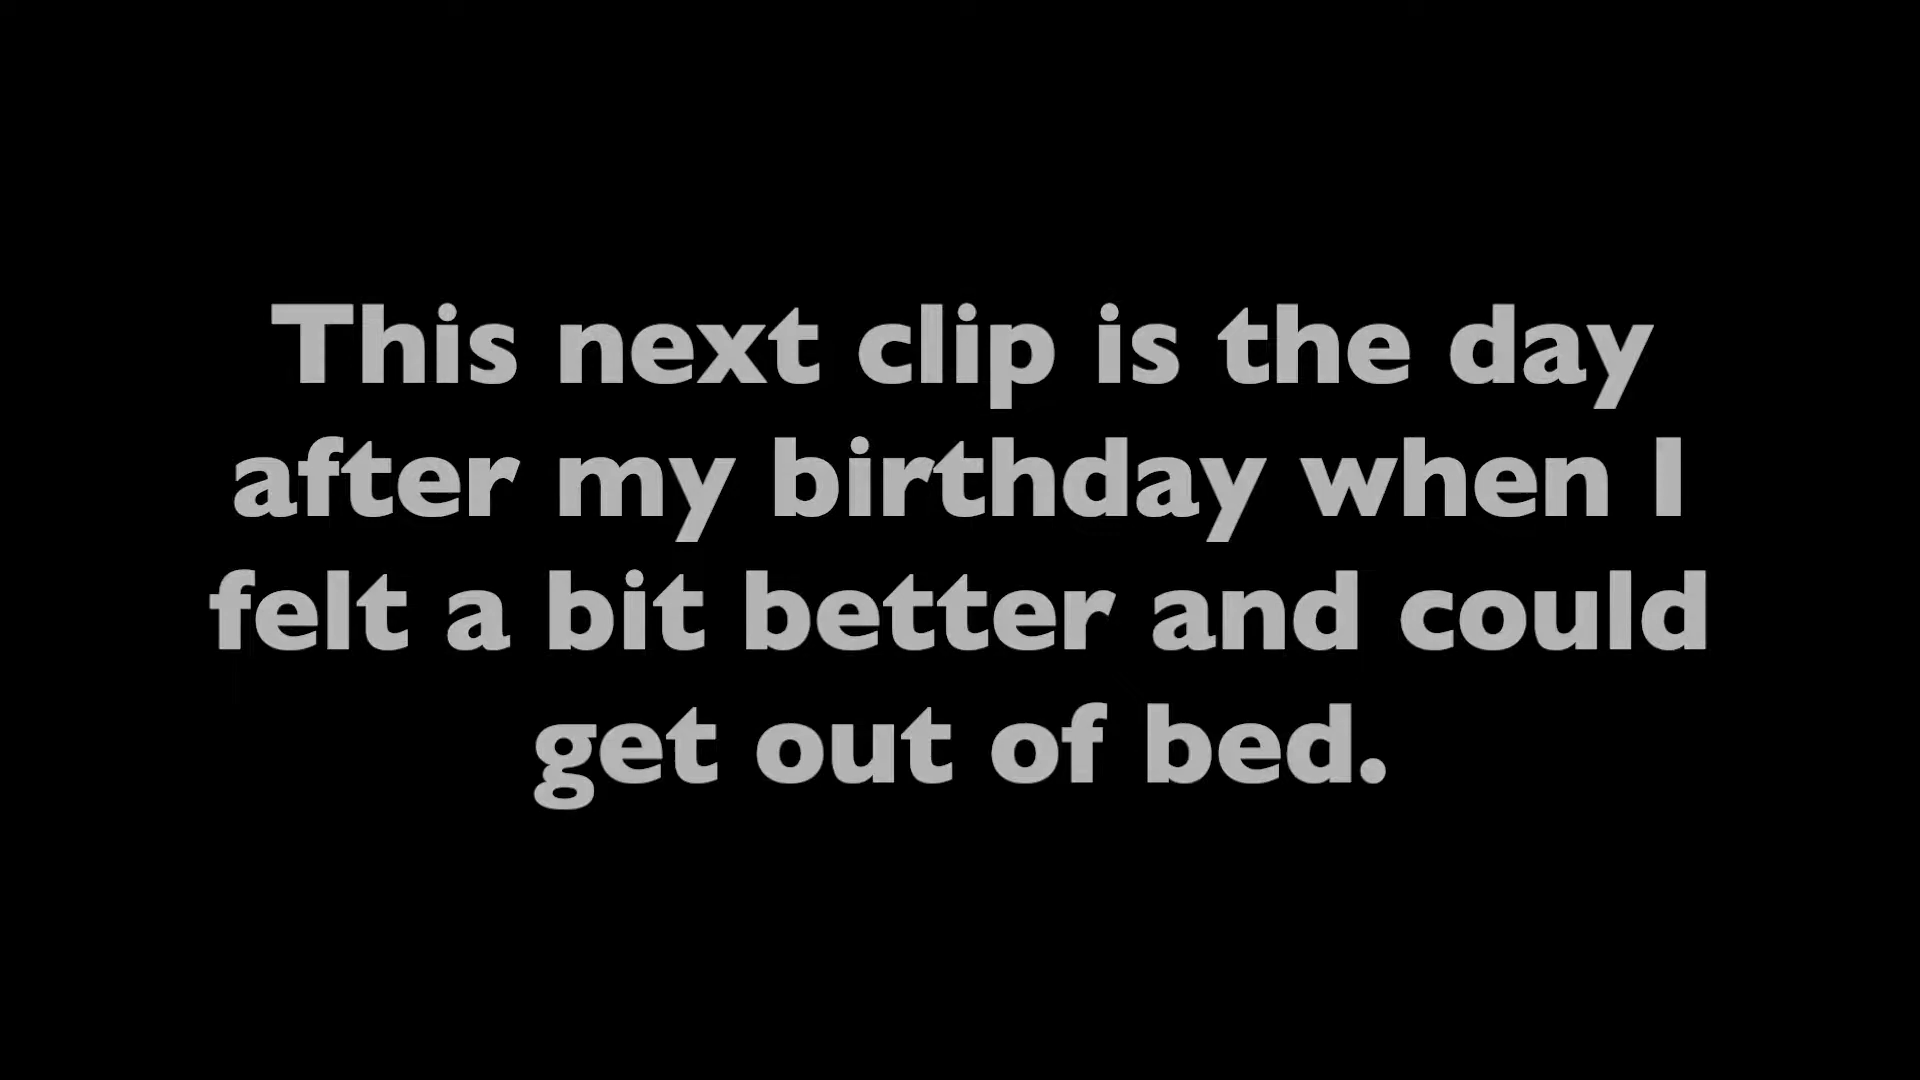 This next clip is the day
after my birthday when I
felt a bit better and could
get out of bed.